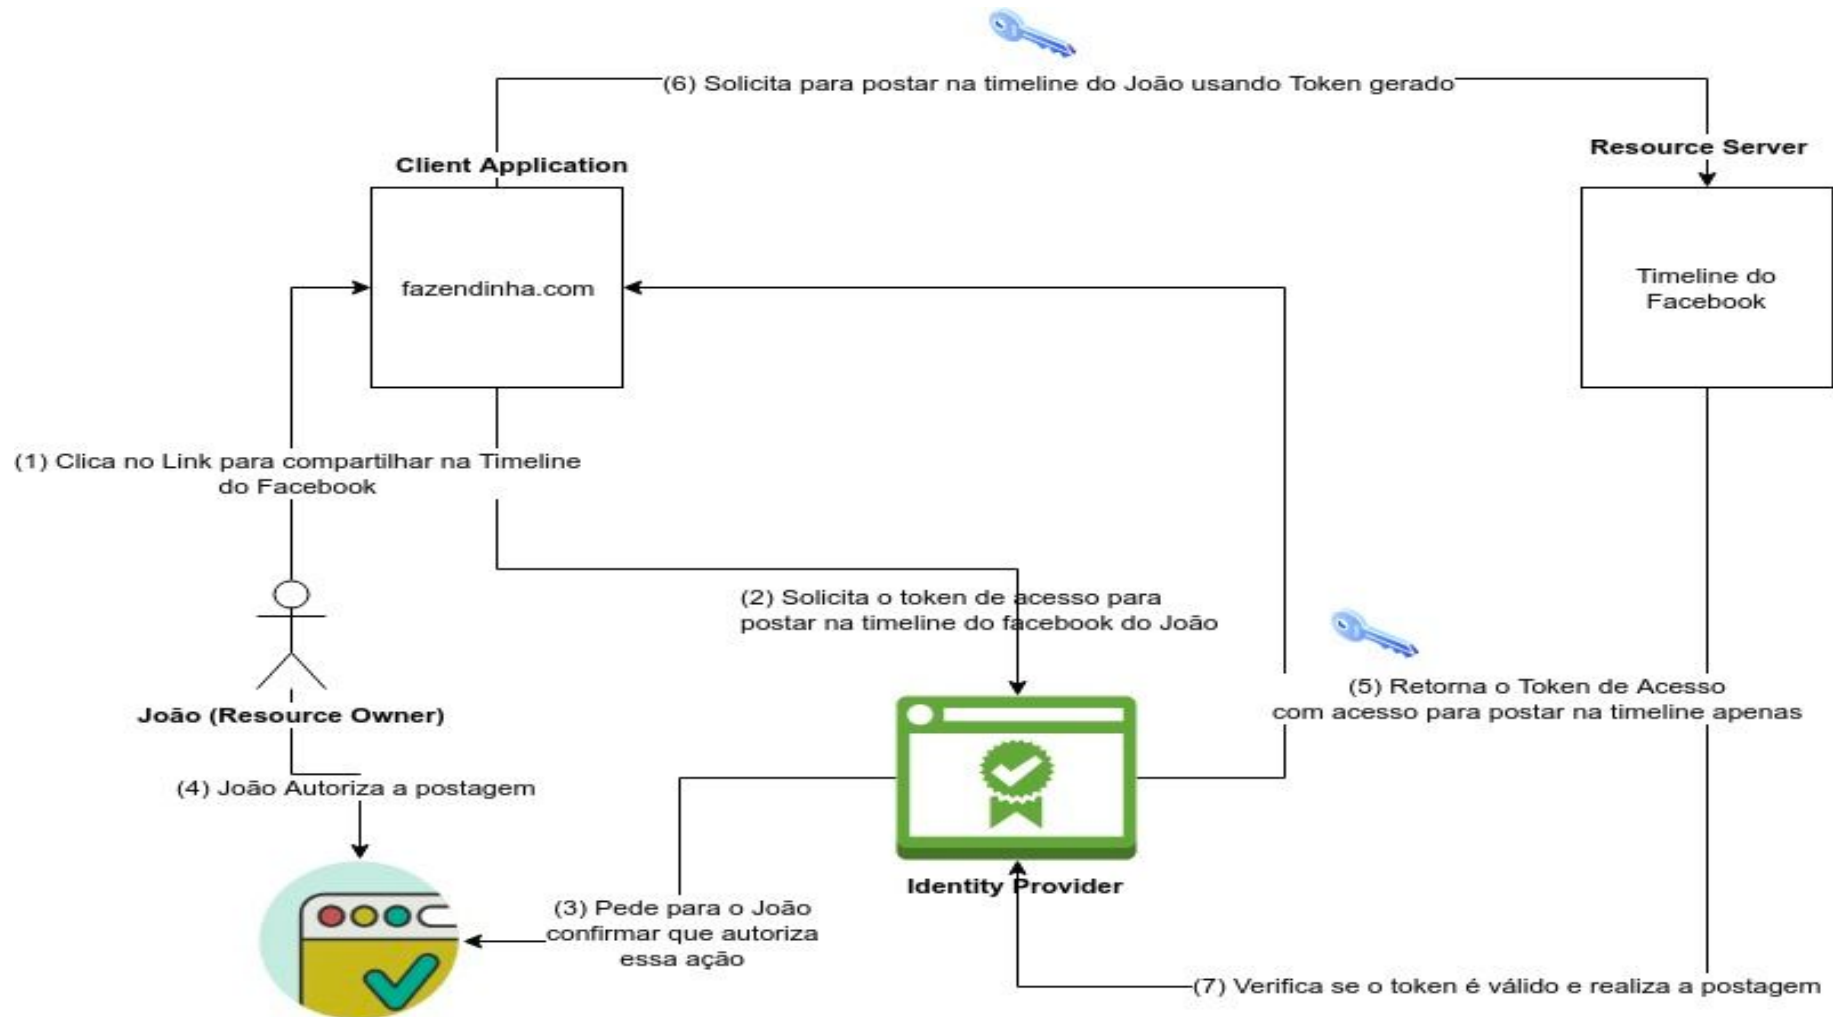 (6) Solicita para postar na timeline do João usando Token gerado
Client Application
Resource Server
fazendinha.com
Timeline do
Facebook
(1) Clica no Link para compartilhar na Timeline
do Facebook
(2) Solicita o token de acesso para
postar na timeline do facebook do João
João (Resource Owner)
(5) Retorna o Token de Acesso
com acesso para postar na timeline apenas
(4) João Autoriza a postagem
Identity Provider
(3) Pede para o João
confirmar que autoriza
essa ação
(7) Verifica se o token é válido e realiza a postagem